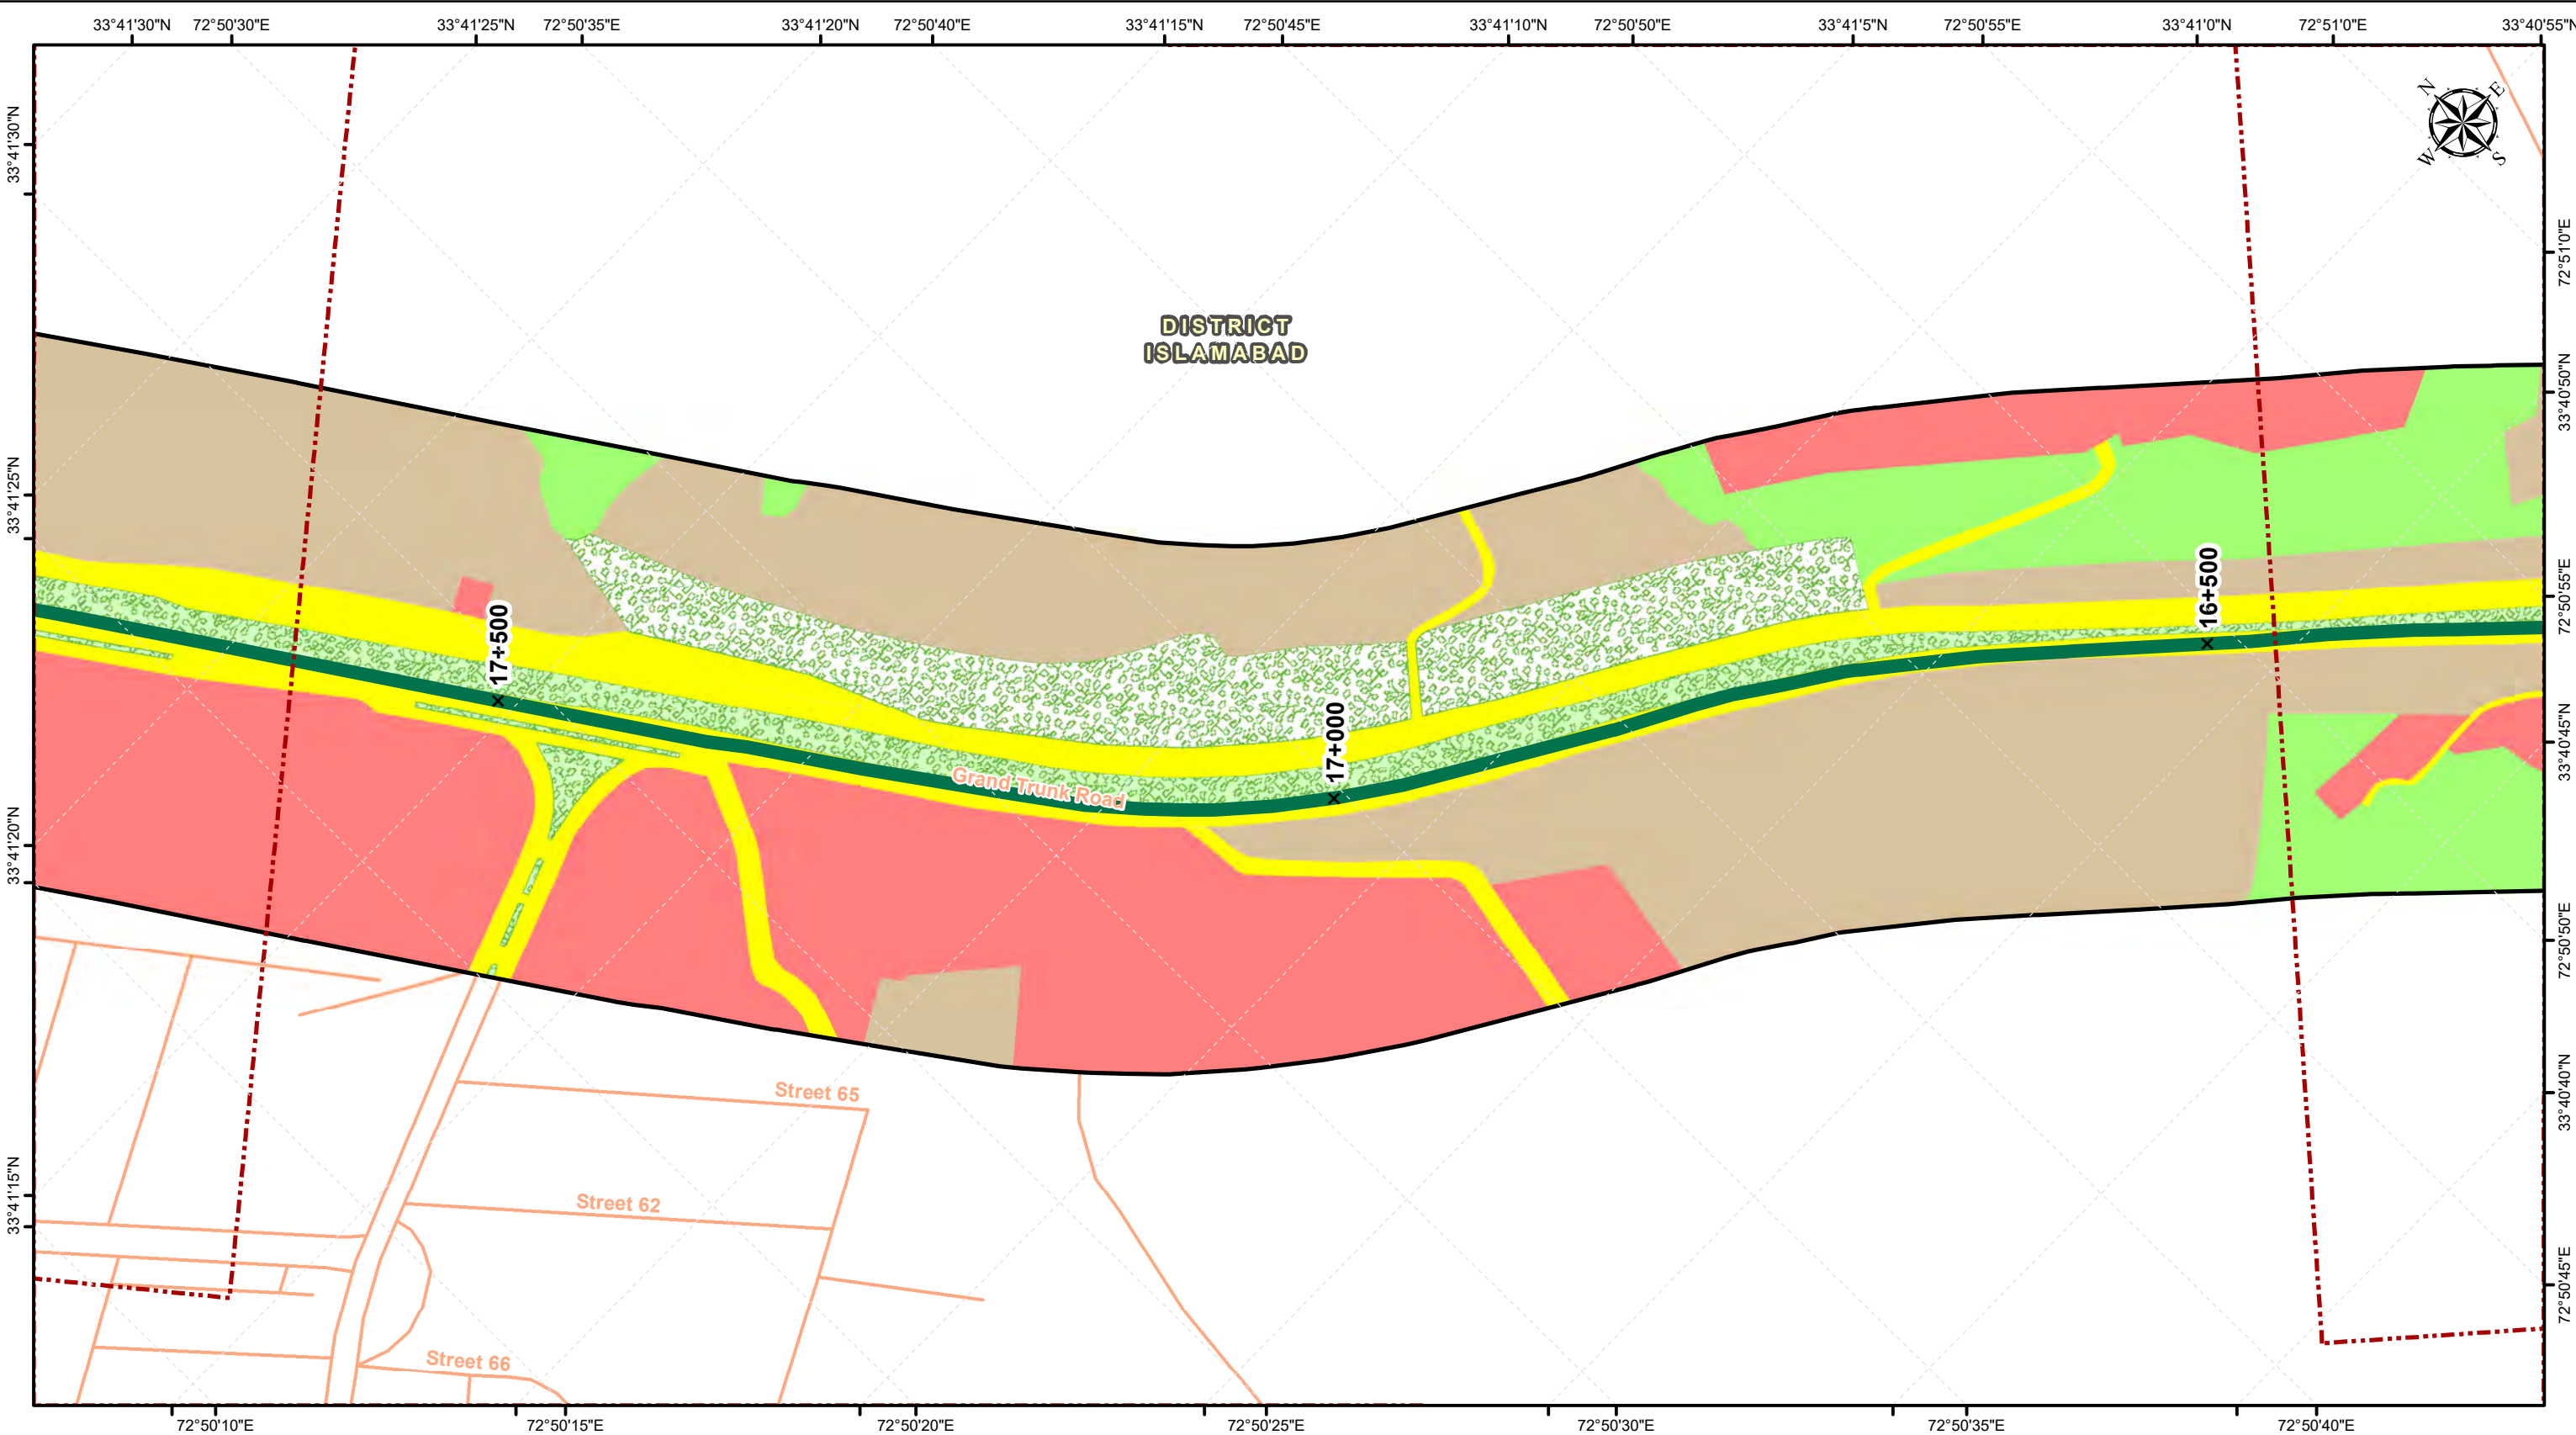 33°41'30"N 72°50'30"E 33°41'25"N 72°50'35"E 33°41'20"N 72°50'40"E 33°41'15"N 72°50'45"E 33°41'10"N 72°50'50"E 33°41'5"N 72°50'55"E 33°41'0"N 72°51'0"E 33°40'55"N
N E
W S
33°41'30"N
33°41'25"N
33°41'20"N
33°41'15"N
DISTRICT
ISLAMABAD
17+500
17+000
16+500
Grand Trunk Road
Street 65
Street 62
Street 66
72°51'0"E
33°40'50"N
72°50'55"E
33°40'45"N
72°50'50"E
33°40'40"N
72°50'45"E
72°50'10"E 72°50'15"E 72°50'20"E 72°50'25"E 72°50'30"E 72°50'35"E 72°50'40"E